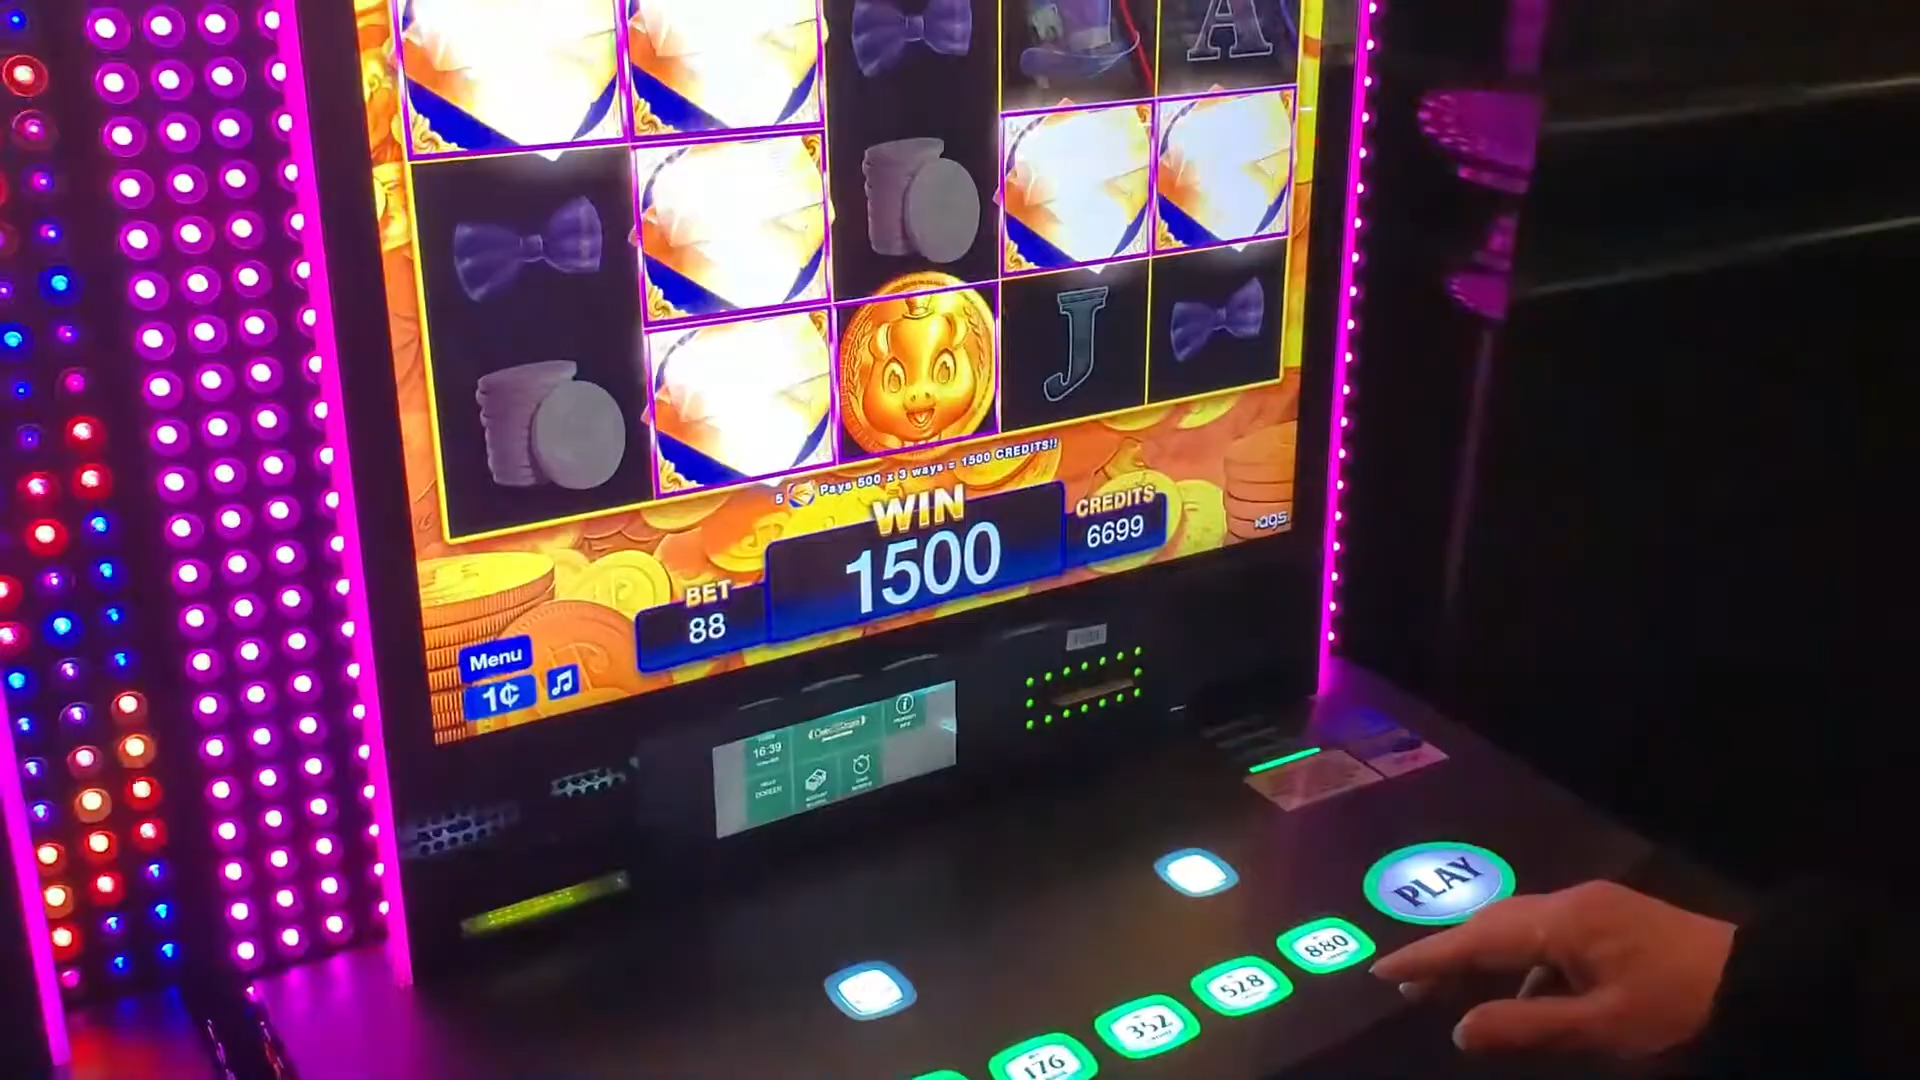 A
J
5 Pays 500 x 3 ways = 1500 CREDITS!!
WIN
1500
CREDITS
6699
AGS
BET
88
Menu
1¢
16:39
PLAY
880
528
352
176